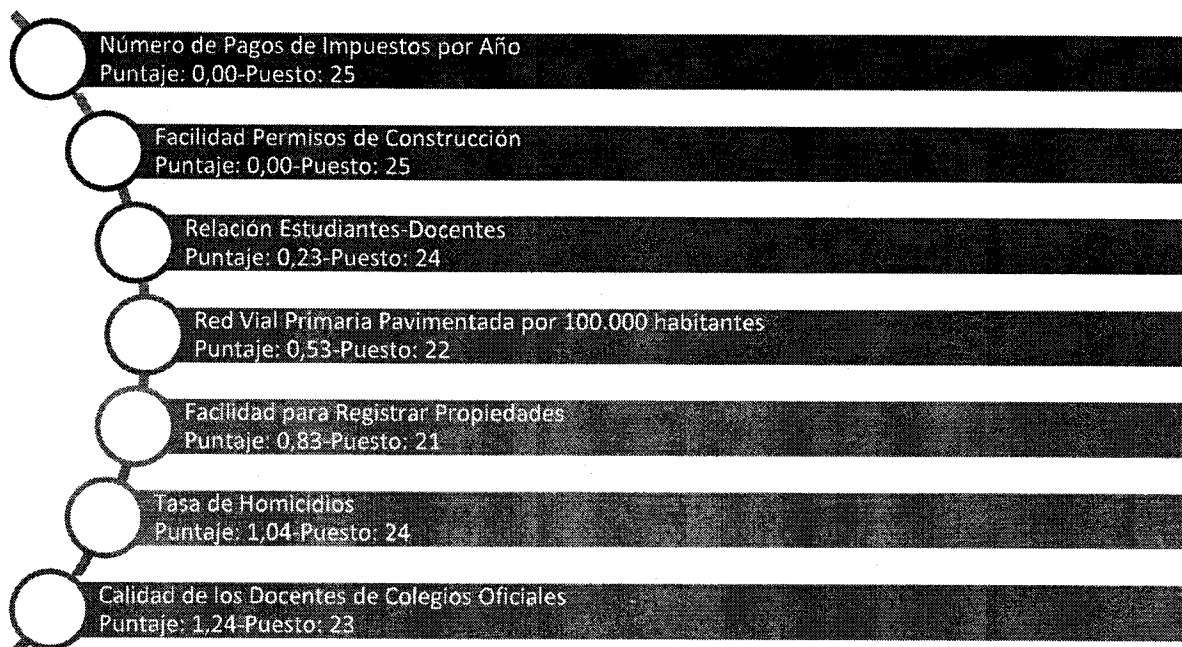 Número de Pagos de Impuestos por Año
Puntaje: 0,00-Puesto: 25
Facilidad Permisos de Construcción
Puntaje: 0,00-Puesto: 25
Relación Estudiantes-Docentes
Puntaje: 0,23-Puesto: 24
Red Vial Primaria Pavimentada por 100.000 habitantes
Puntaje: 0,53-Puesto: 22
Facilidad para Registrar Propiedades
Puntaje: 0,83-Puesto: 21
Tasa de Homicidios
Puntaje: 1,04-Puesto: 24
Calidad de los Docentes de Colegios Oficiales
Puntaje: 1,24-Puesto: 23